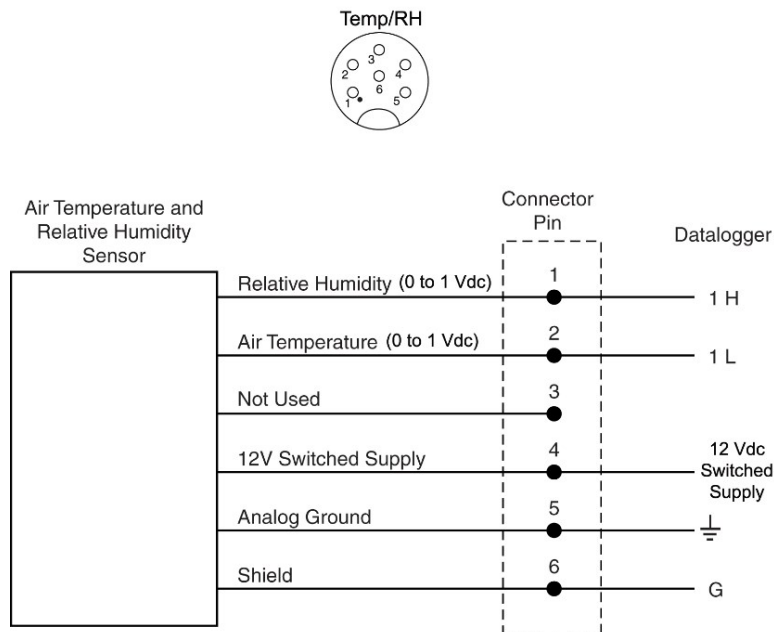 Temp/RH
3
2
4
6
1
5
Air Temperature and
Relative Humidity
Sensor
Connector
Pin
Datalogger
Relative Humidity (0 to 1 Vdc)
1
1 H
Air Temperature (0 to 1 Vdc)
2
1 L
Not Used
3
12V Switched Supply
4
12 Vdc
Switched
Supply
Analog Ground
5
Shield
6
G